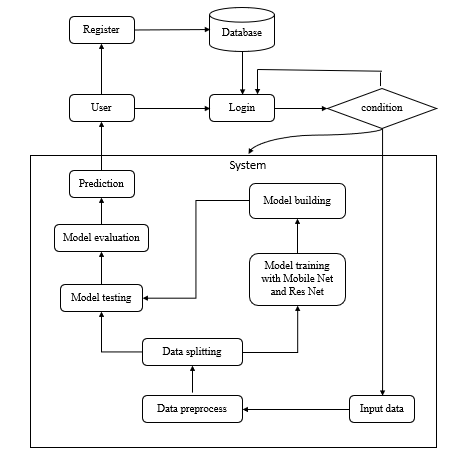 Register
Database
User
Login
condition
System
Prediction
Model building
Model evaluation
Model training
with Mobile Net
and Res Net
Model testing
Data splitting
Data preprocess
Input data